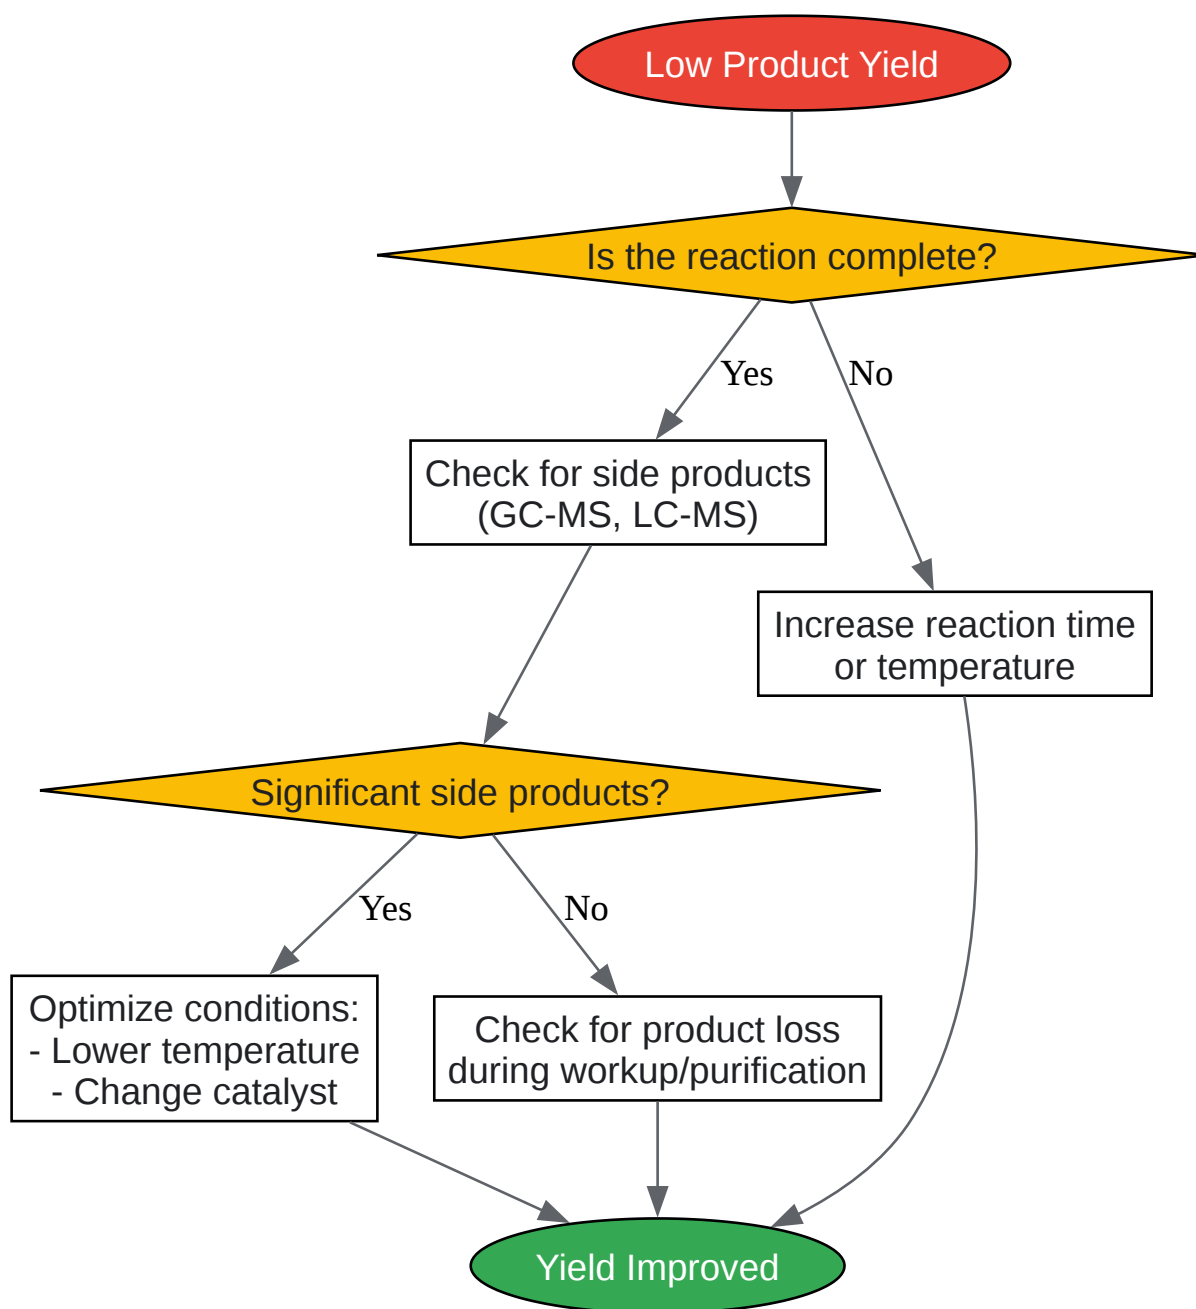 Low Product Yield
Is the reaction complete?
Yes
No
Check for side products
(GC-MS, LC-MS)
Increase reaction time
or temperature
Significant side products?
Yes
No
Optimize conditions:
- Lower temperature
- Change catalyst
Check for product loss
during workup/purification
Yield Improved